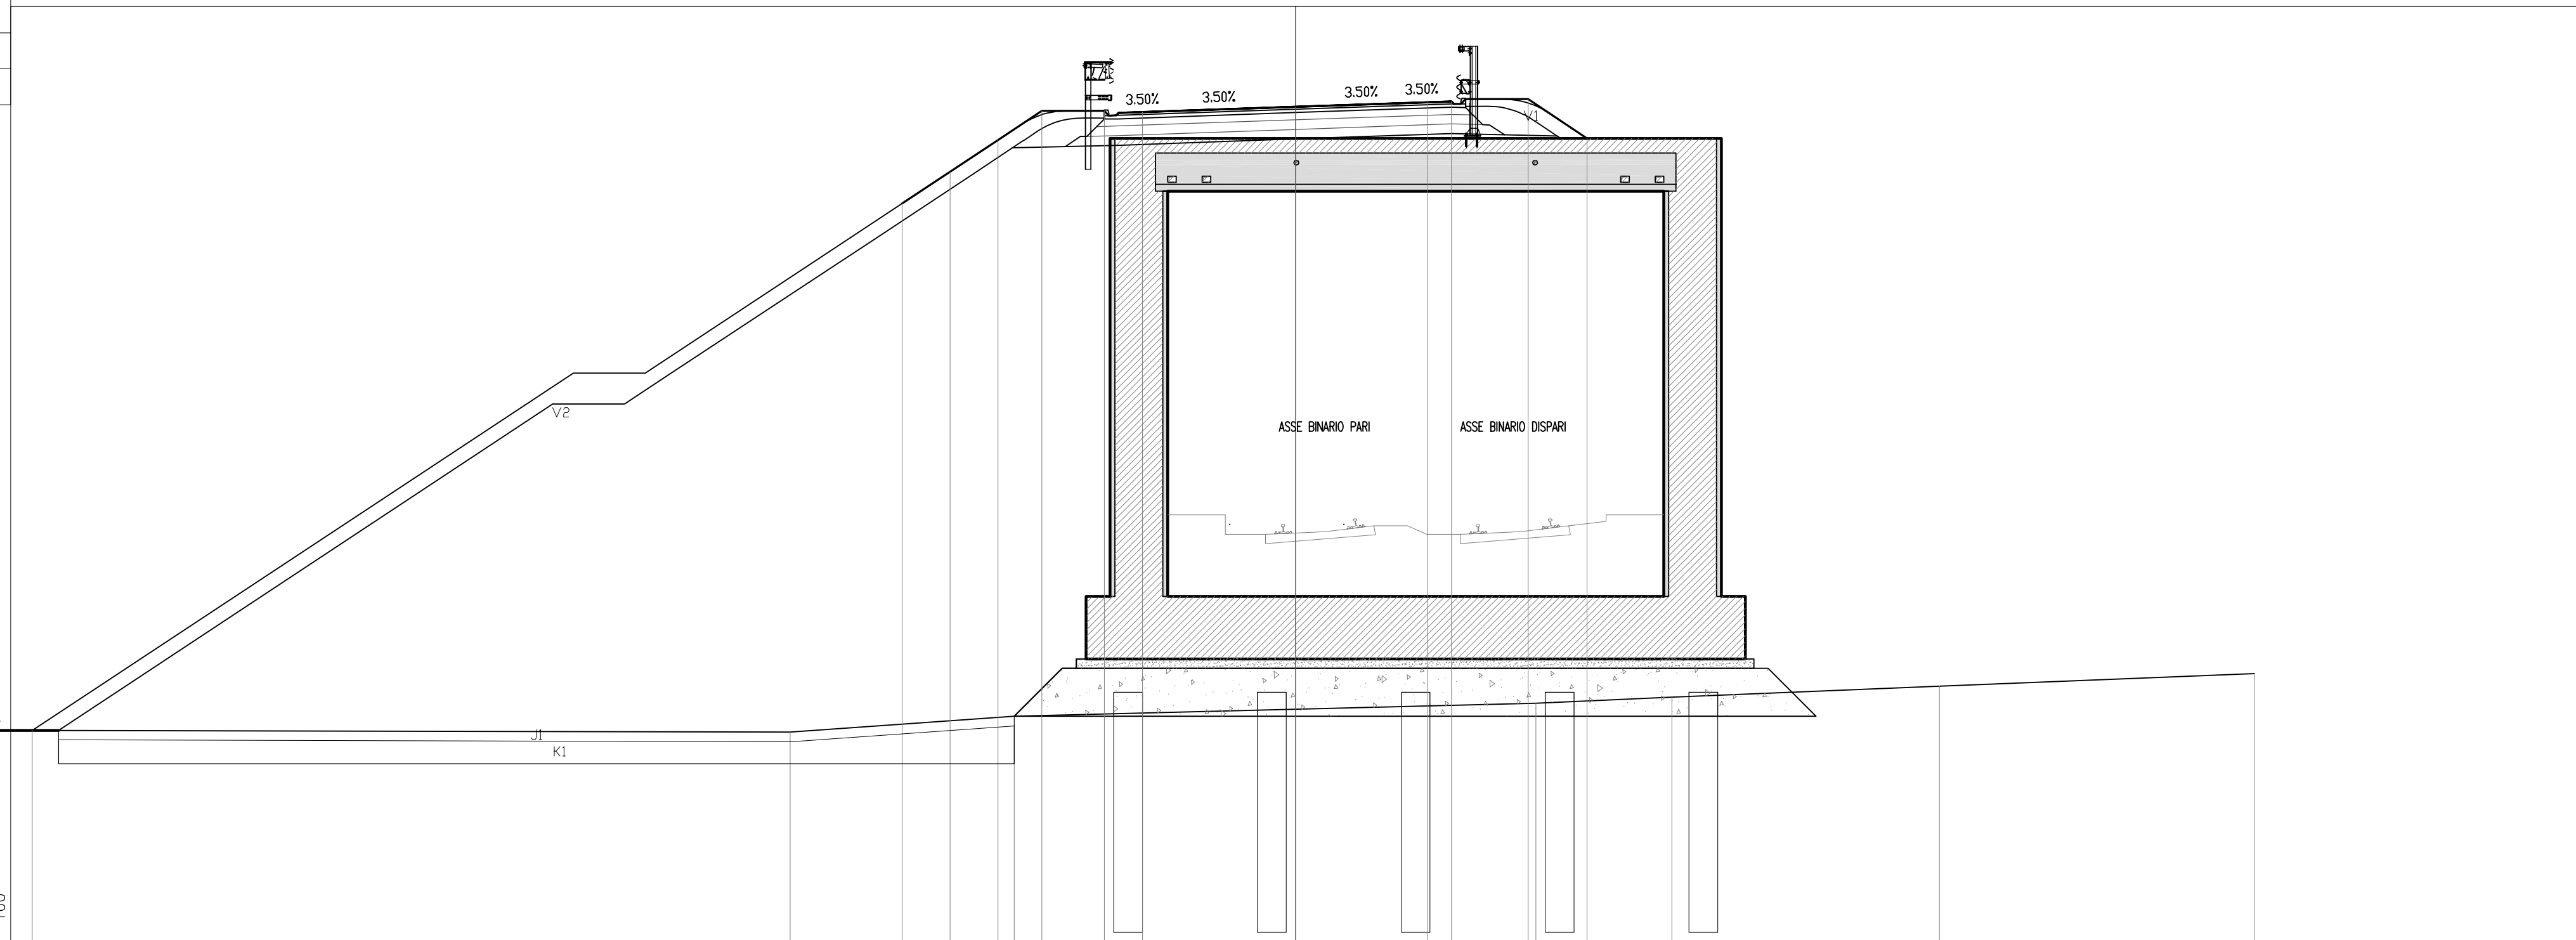 3.50%
3.50%
3.50%
3.50%
V1
V2
ASSE BINARIO PARI
ASSE BINARIO DISPARI
J1
K1